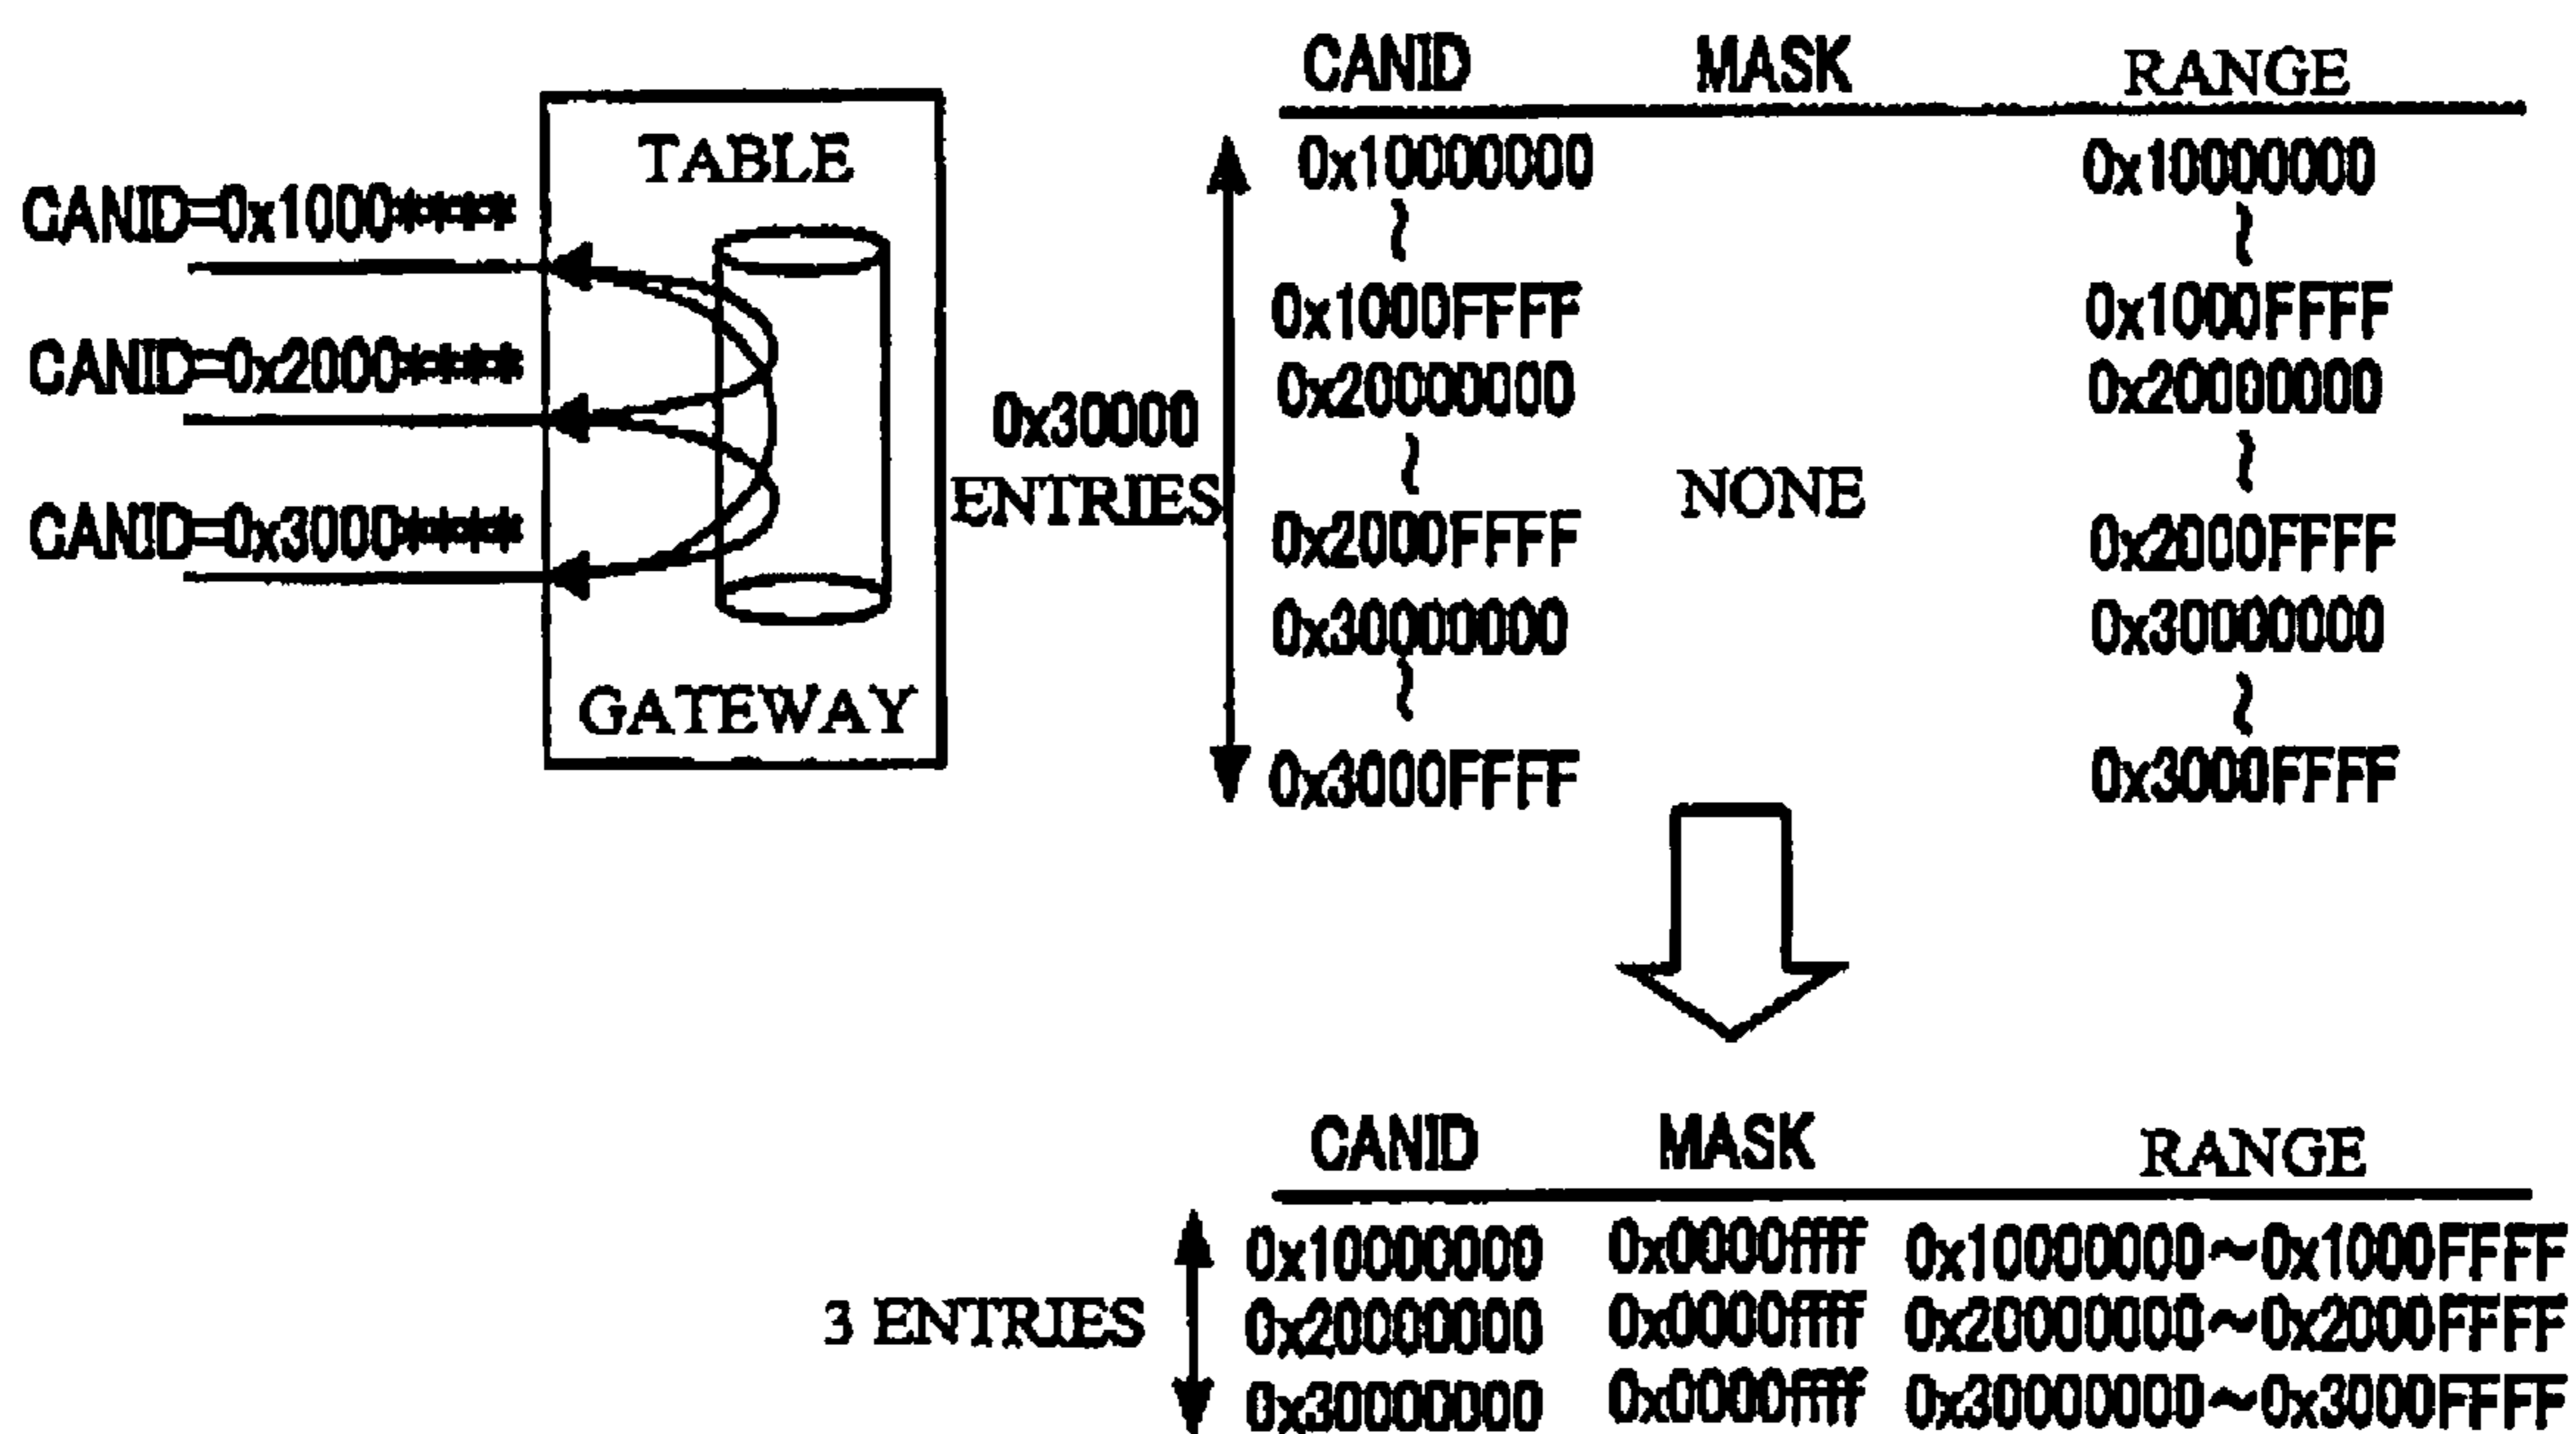 TABLE
CANID=0x1000****
CANID=0x2000****
CANID=0x3000****
GATEWAY
0x30000
ENTRIES
CANID MASK RANGE
0x10000000 0x10000000
~ ~
0x1000FFFF 0x1000FFFF
0x20000000 0x20000000
~ ~
NONE
0x2000FFFF 0x2000FFFF
0x30000000 0x30000000
~ ~
0x3000FFFF 0x3000FFFF
3 ENTRIES
CANID MASK RANGE
0x10000000 0x0000ffff 0x10000000~0x1000FFFF
0x20000000 0x0000ffff 0x20000000~0x2000FFFF
0x30000000 0x0000ffff 0x30000000~0x3000FFFF